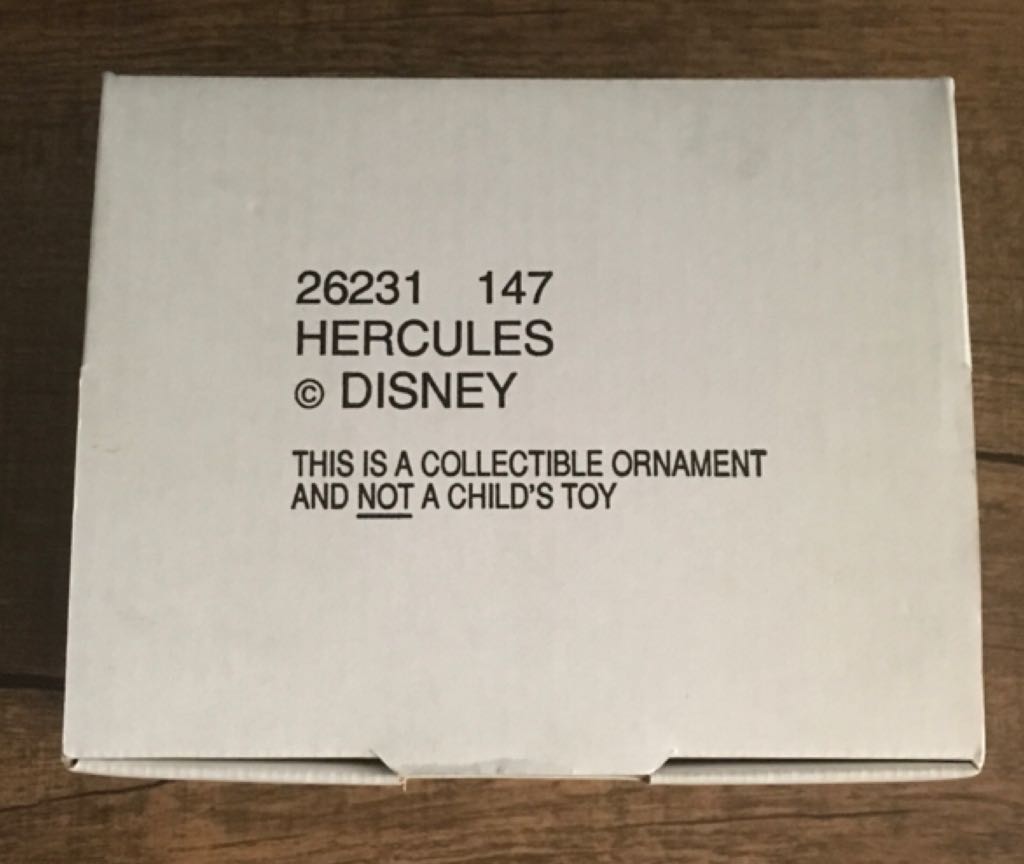 26231 147
HERCULES
© DISNEY
THIS IS A COLLECTIBLE ORNAMENT
AND NOT A CHILD'S TOY